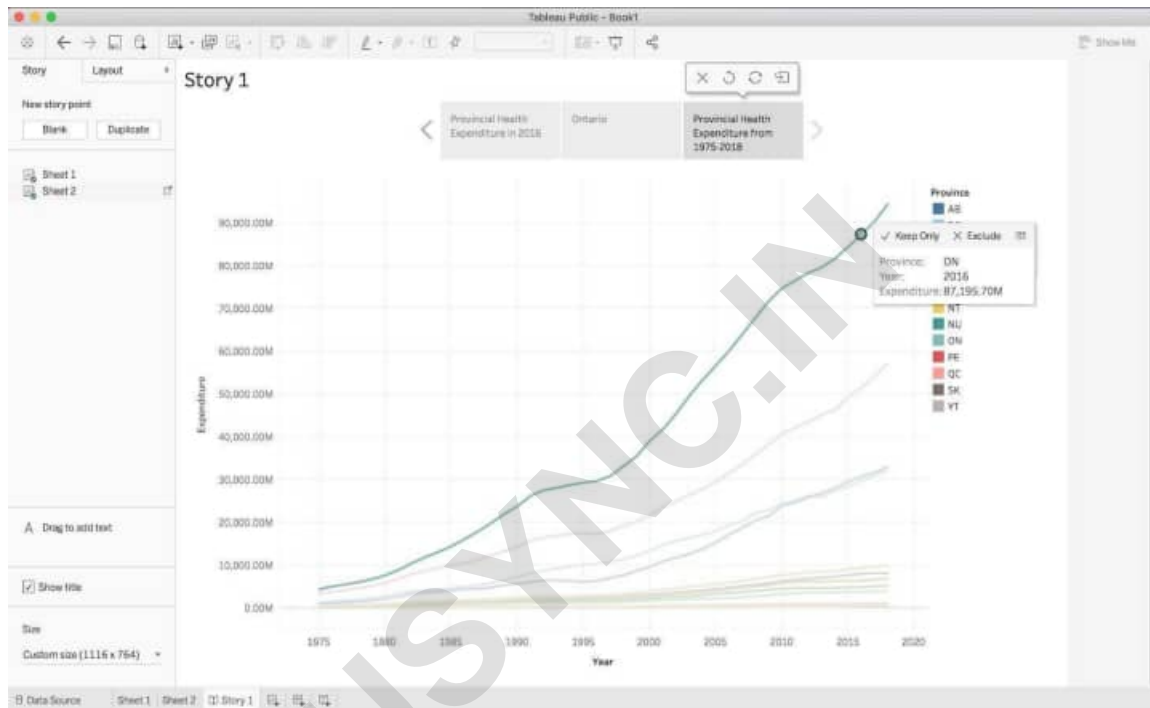 Tableau Public - Book1
Show Me
Story
Layout
New story point
Blank
Duplicate
Sheet 1
Sheet 2
A Drag to add text
Show title
Size
Custom size (1116 x 764)
Story 1
Provincial Health
Expenditure in 2016
Ontario
Provincial Health
Expenditure from
1975-2018
90,000.00M
80,000.00M
70,000.00M
60,000.00M
50,000.00M
40,000.00M
30,000.00M
20,000.00M
10,000.00M
0.00M
Expenditure
1975
1980
1985
1990
1995
2000
2005
2010
2015
2020
Year
Province
AB
Keep Only
Exclude
Province: ON
Year: 2016
Expenditure: 87,195.70M
NT
NU
ON
PE
QC
SK
YT
Data Source
Sheet 1
Sheet 2
Story 1
ISYNC.IN